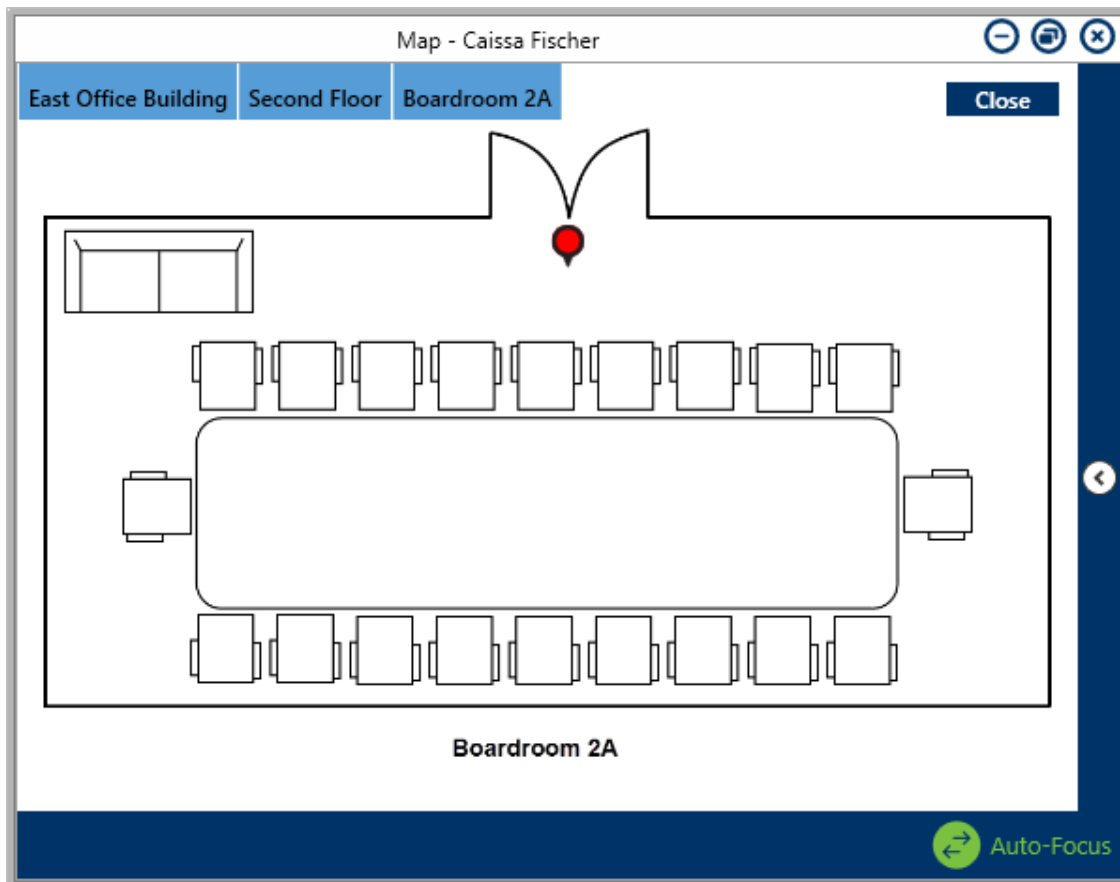 Map - Caissa Fischer
East Office Building Second Floor Boardroom 2A Close
Boardroom 2A
Auto-Focus